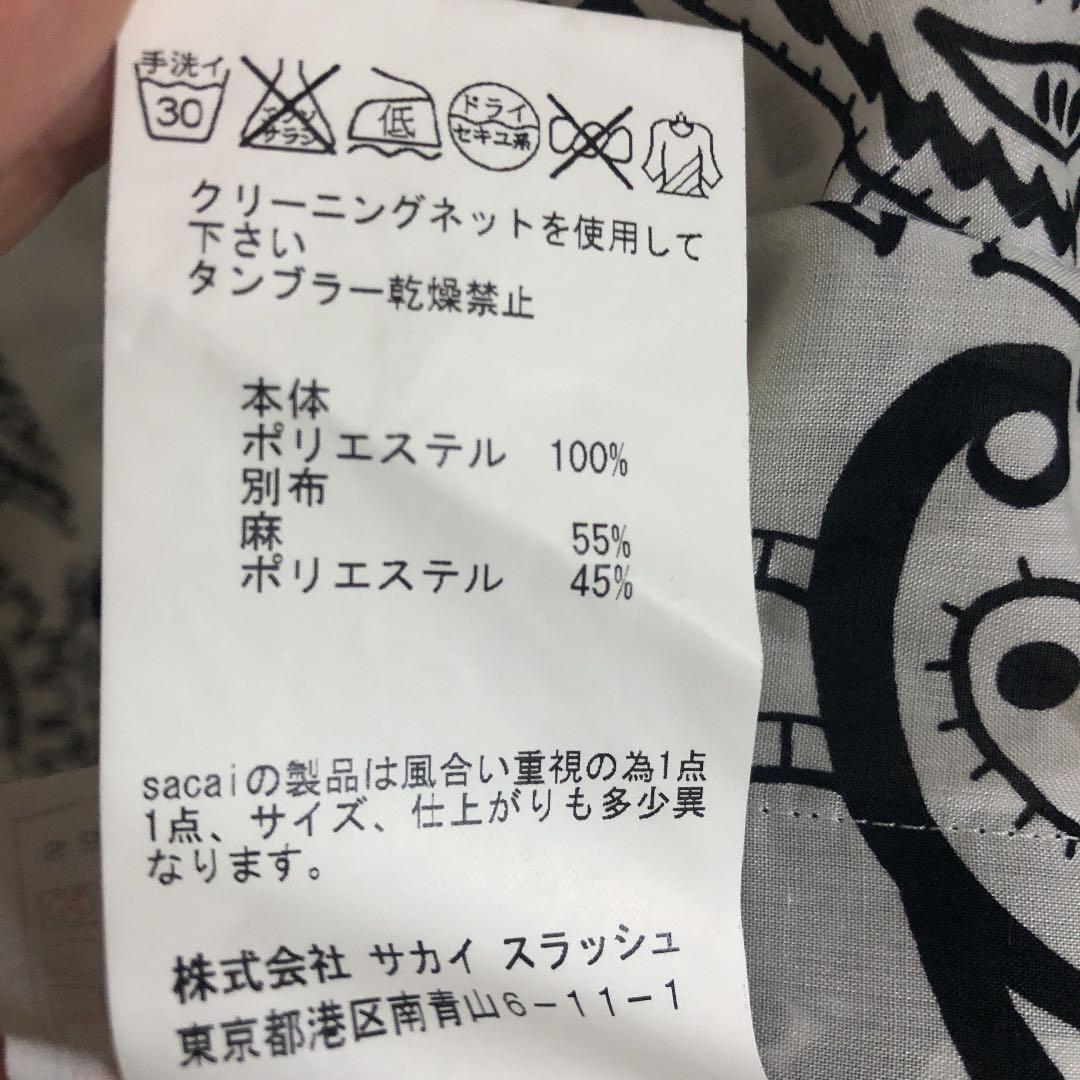 手洗イ
30
エンソ
サラシ
低
ドライ
セキユ系
クリーニングネットを使用して
下さい
タンブラー乾燥禁止
本体
ポリエステル 100%
別布
麻 55%
ポリエステル 45%
sacaiの製品は風合い重視の為1点
1点、サイズ、仕上がりも多少異
なります。
株式会社 サカイ スラッシュ
東京都港区南青山6-11-1